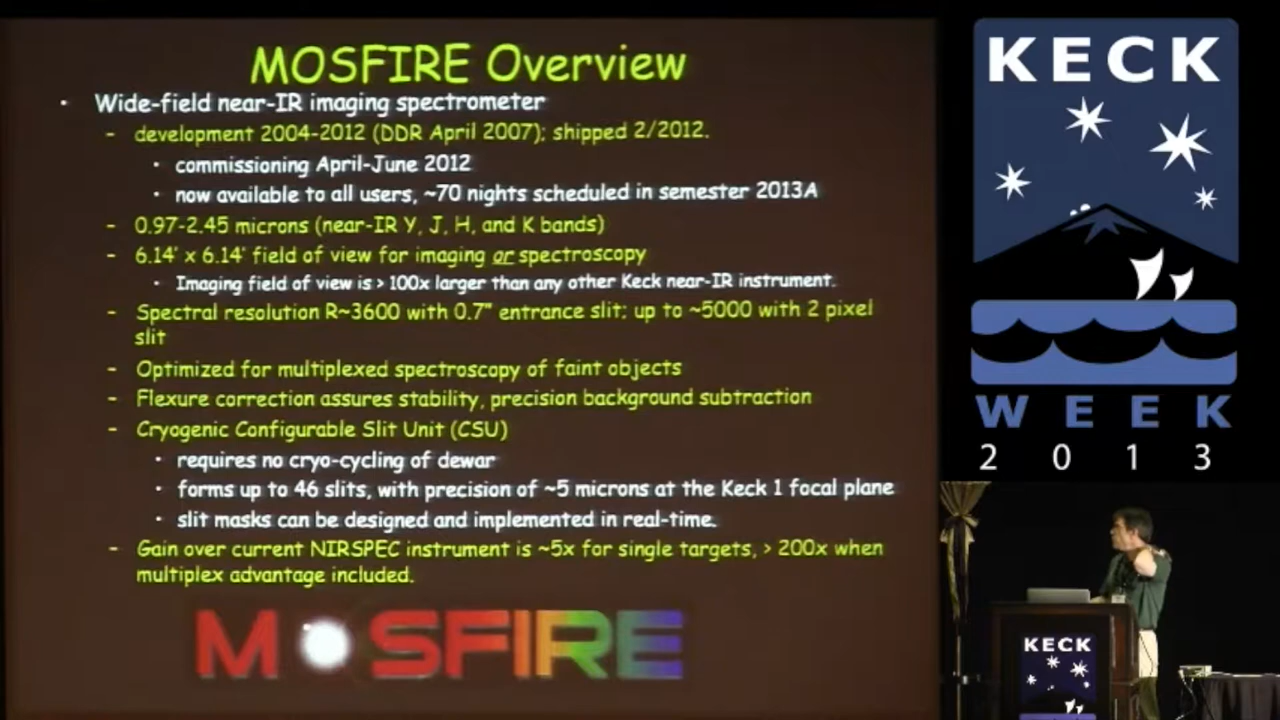 MOSFIRE Overview
• Wide-field near-IR imaging spectrometer
- development 2004-2012 (DDR April 2007); shipped 2/2012.
• commissioning April-June 2012
• now available to all users, ~70 nights scheduled in semester 2013A
- 0.97-2.45 microns (near-IR Y, J, H, and K bands)
- 6.14' x 6.14' field of view for imaging or spectroscopy
• Imaging field of view is > 100x larger than any other Keck near-IR instrument.
- Spectral resolution R~3600 with 0.7" entrance slit; up to ~5000 with 2 pixel
slit
- Optimized for multiplexed spectroscopy of faint objects
- Flexure correction assures stability, precision background subtraction
- Cryogenic Configurable Slit Unit (CSU)
• requires no cryo-cycling of dewar
• forms up to 46 slits, with precision of ~5 microns at the Keck 1 focal plane
• slit masks can be designed and implemented in real-time.
- Gain over current NIRSPEC instrument is ~5x for single targets, > 200x when
multiplex advantage included.
MOSFIRE
KECK
WEEK
2013
KECK